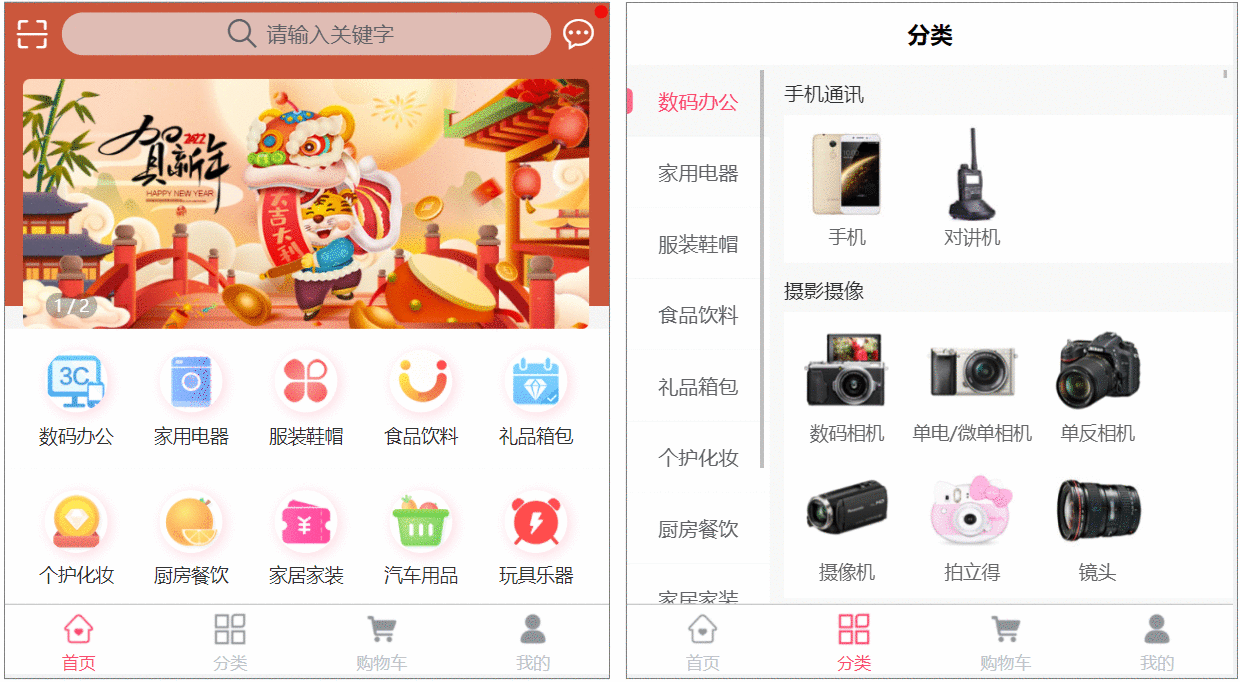 请输入关键字
贺新年
2022
HAPPY NEW YEAR
大吉大利
1/2
3C
数码办公
家用电器
服装鞋帽
食品饮料
礼品箱包
¥
个护化妆
厨房餐饮
家居家装
汽车用品
玩具乐器
首页
分类
购物车
我的
分类
数码办公
家用电器
服装鞋帽
食品饮料
礼品箱包
个护化妆
厨房餐饮
家居家装
手机通讯
手机
对讲机
摄影摄像
数码相机
单电/微单相机
单反相机
摄像机
拍立得
镜头
首页
分类
购物车
我的